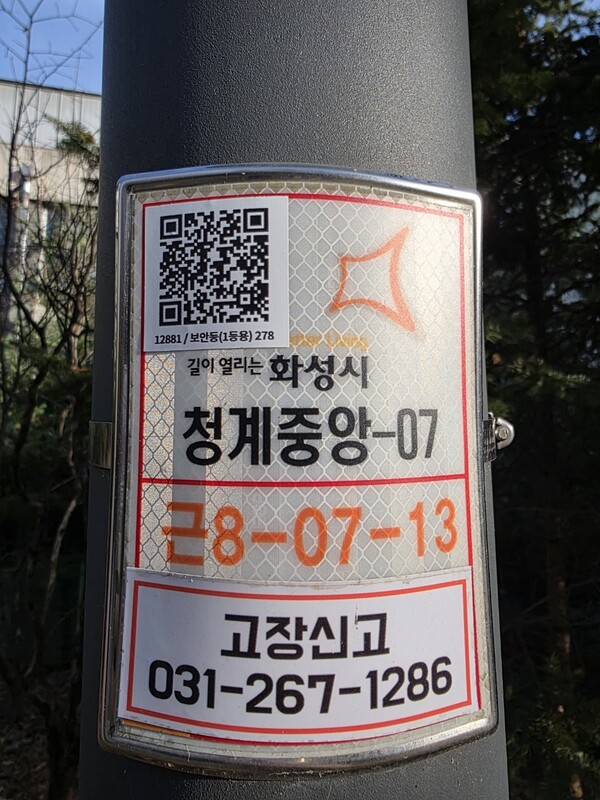 12881 / 보안등(1등용) 278
길이 열리는 화성시
청계중앙-07
근8-07-13
고장신고
031-267-1286